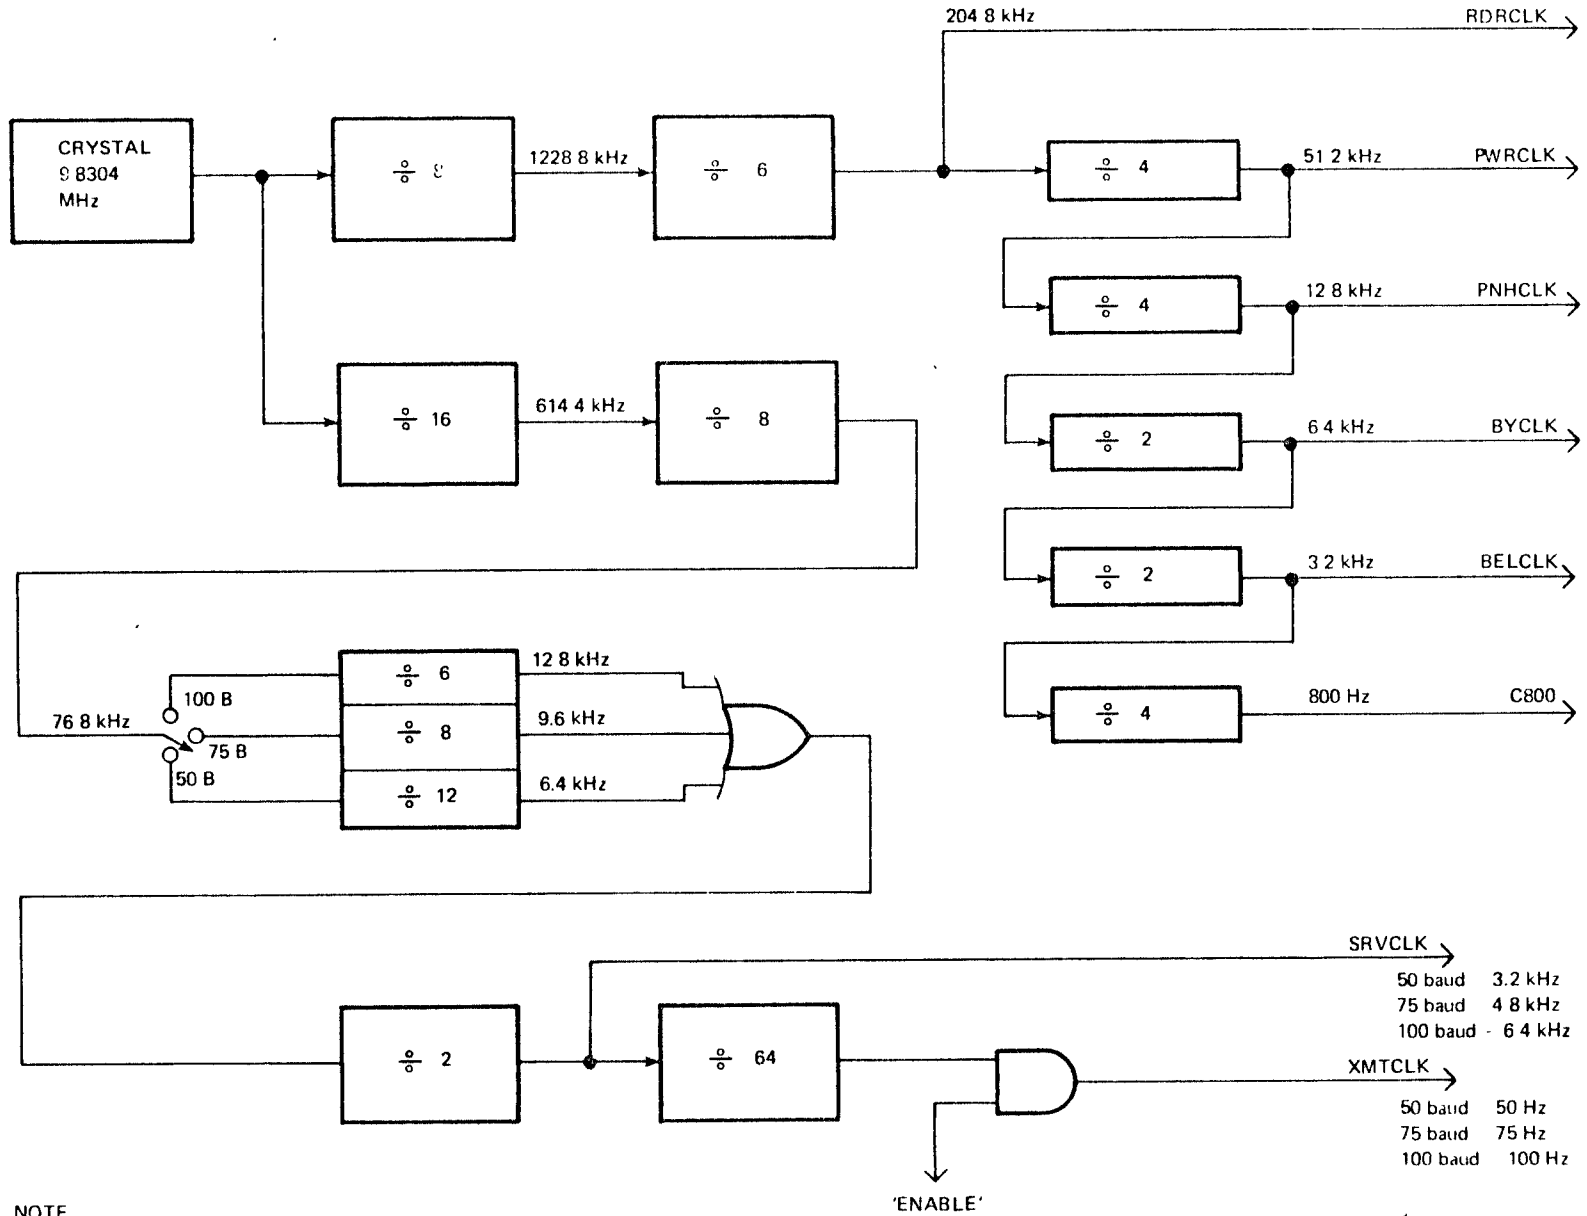 204 8 kHz
RDRCLK
CRYSTAL
9 8304
MHz
÷ 8
1228 8 kHz
÷ 6
÷ 4
51 2 kHz
PWRCLK
÷ 4
12 8 kHz
PNHCLK
÷ 16
614 4 kHz
÷ 8
÷ 2
6 4 kHz
BYCLK
÷ 2
3 2 kHz
BELCLK
÷ 4
800 Hz
C800
76 8 kHz
100 B
75 B
50 B
÷ 6
12 8 kHz
÷ 8
9.6 kHz
÷ 12
6.4 kHz
÷ 2
÷ 64
SRVCLK
50 baud 3.2 kHz
75 baud 4 8 kHz
100 baud - 6 4 kHz
XMTCLK
50 baud 50 Hz
75 baud 75 Hz
100 baud 100 Hz
'ENABLE'
NOTE